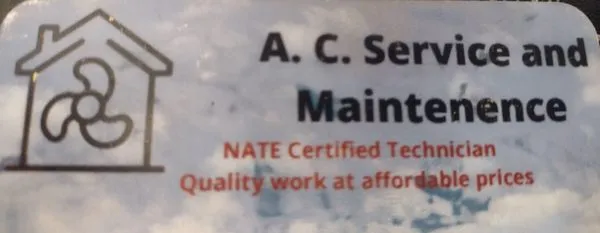 A. C. Service and
Maintenence
NATE Certified Technician
Quality work at affordable prices